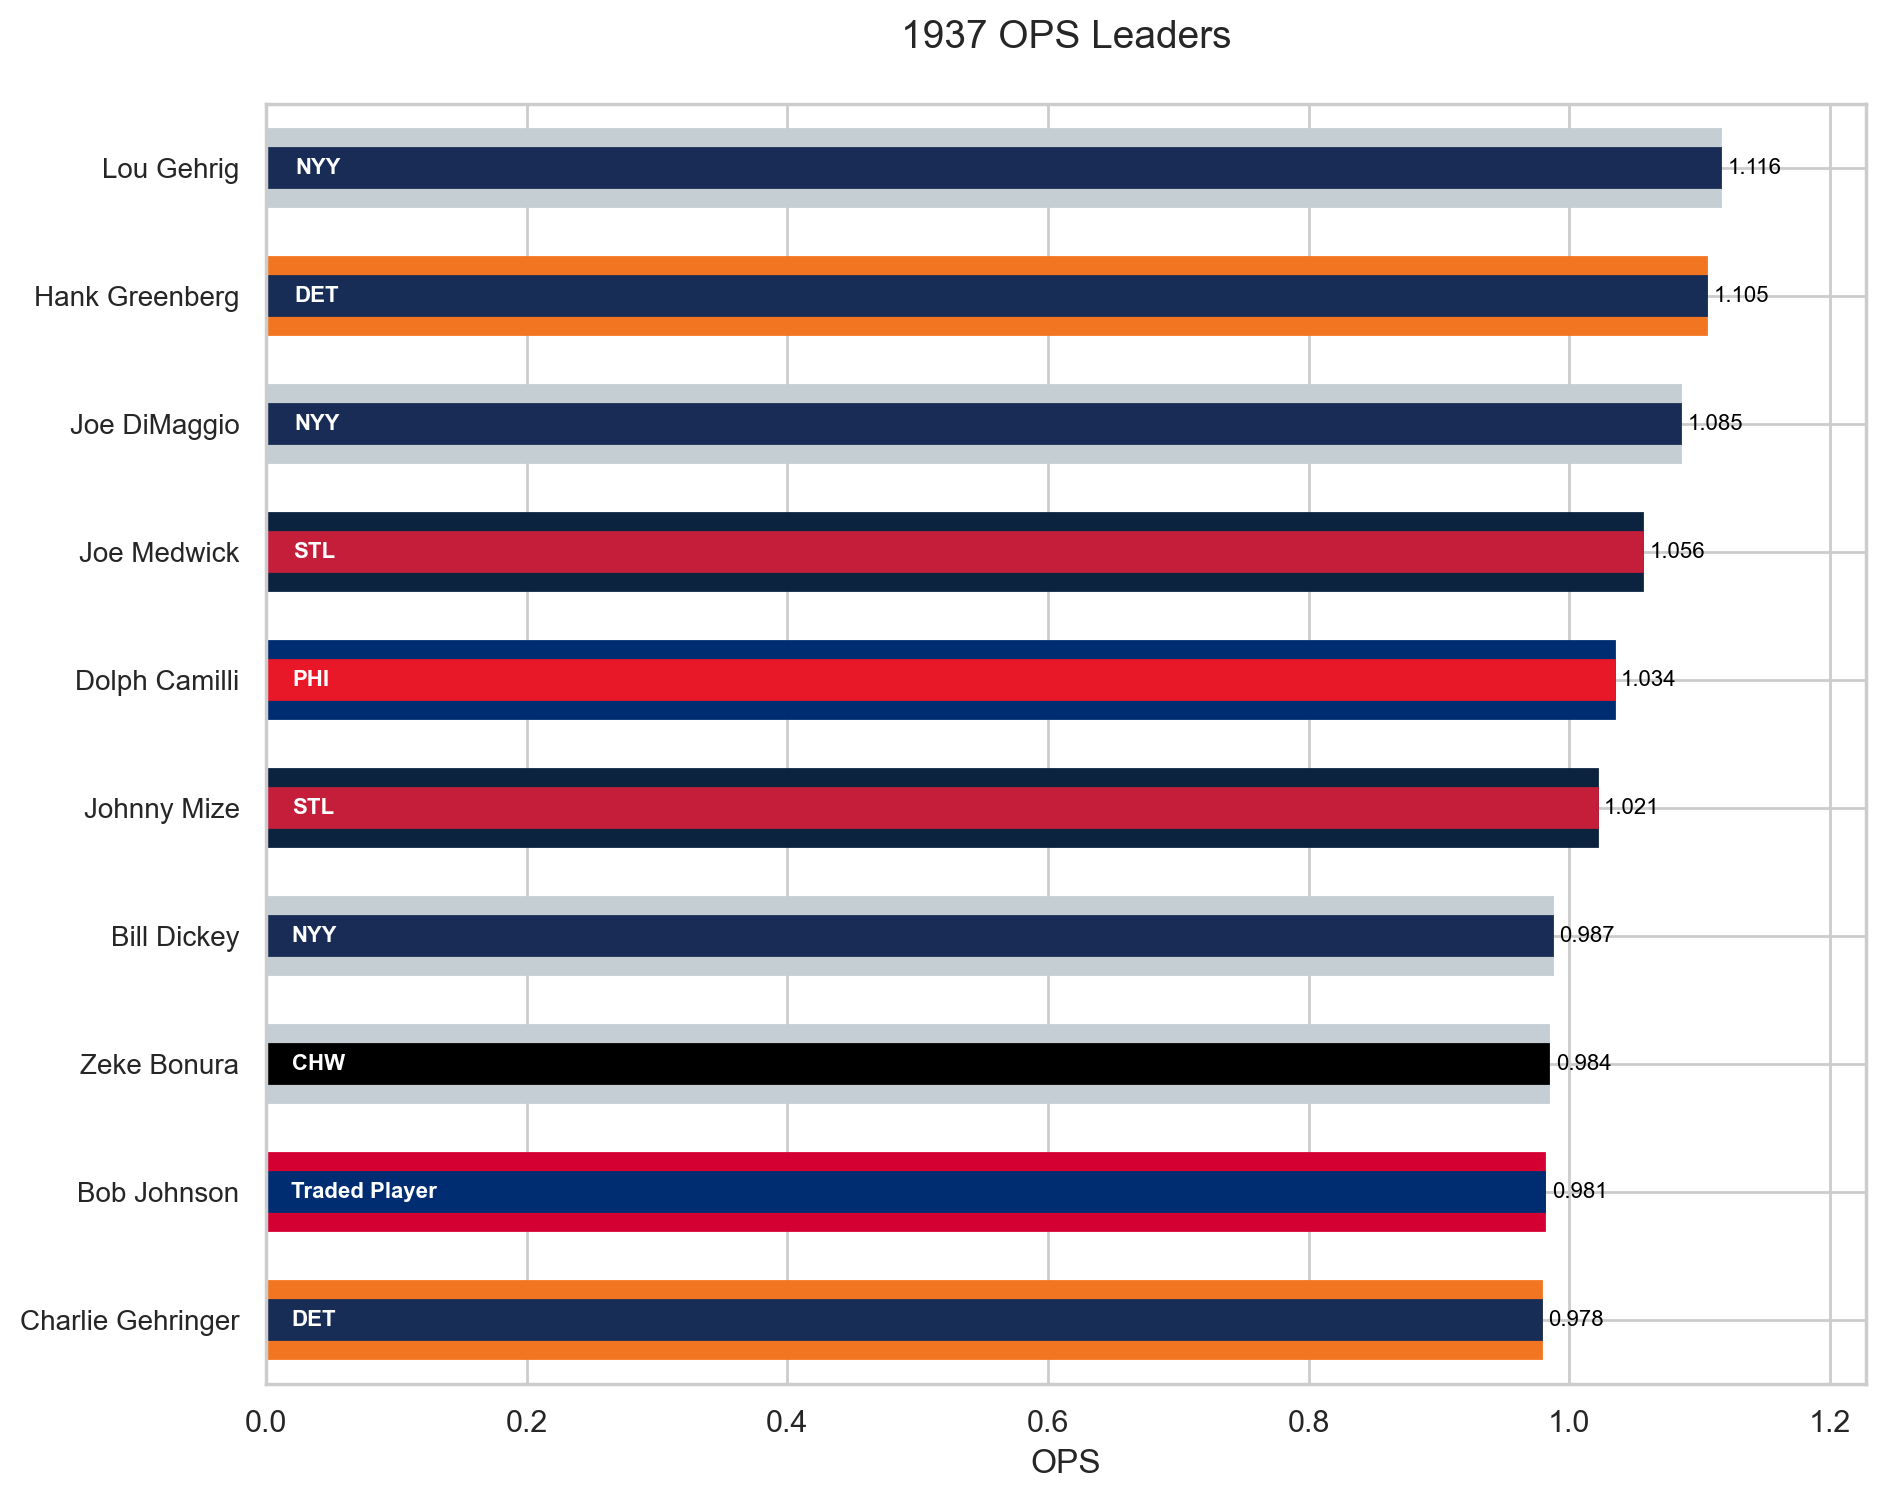 1937 OPS Leaders
Lou Gehrig NYY 1.116
Hank Greenberg DET 1.105
Joe DiMaggio NYY 1.085
Joe Medwick STL 1.056
Dolph Camilli PHI 1.034
Johnny Mize STL 1.021
Bill Dickey NYY 0.987
Zeke Bonura CHW 0.984
Bob Johnson Traded Player 0.981
Charlie Gehringer DET 0.978
0.0 0.2 0.4 0.6 0.8 1.0 1.2
OPS